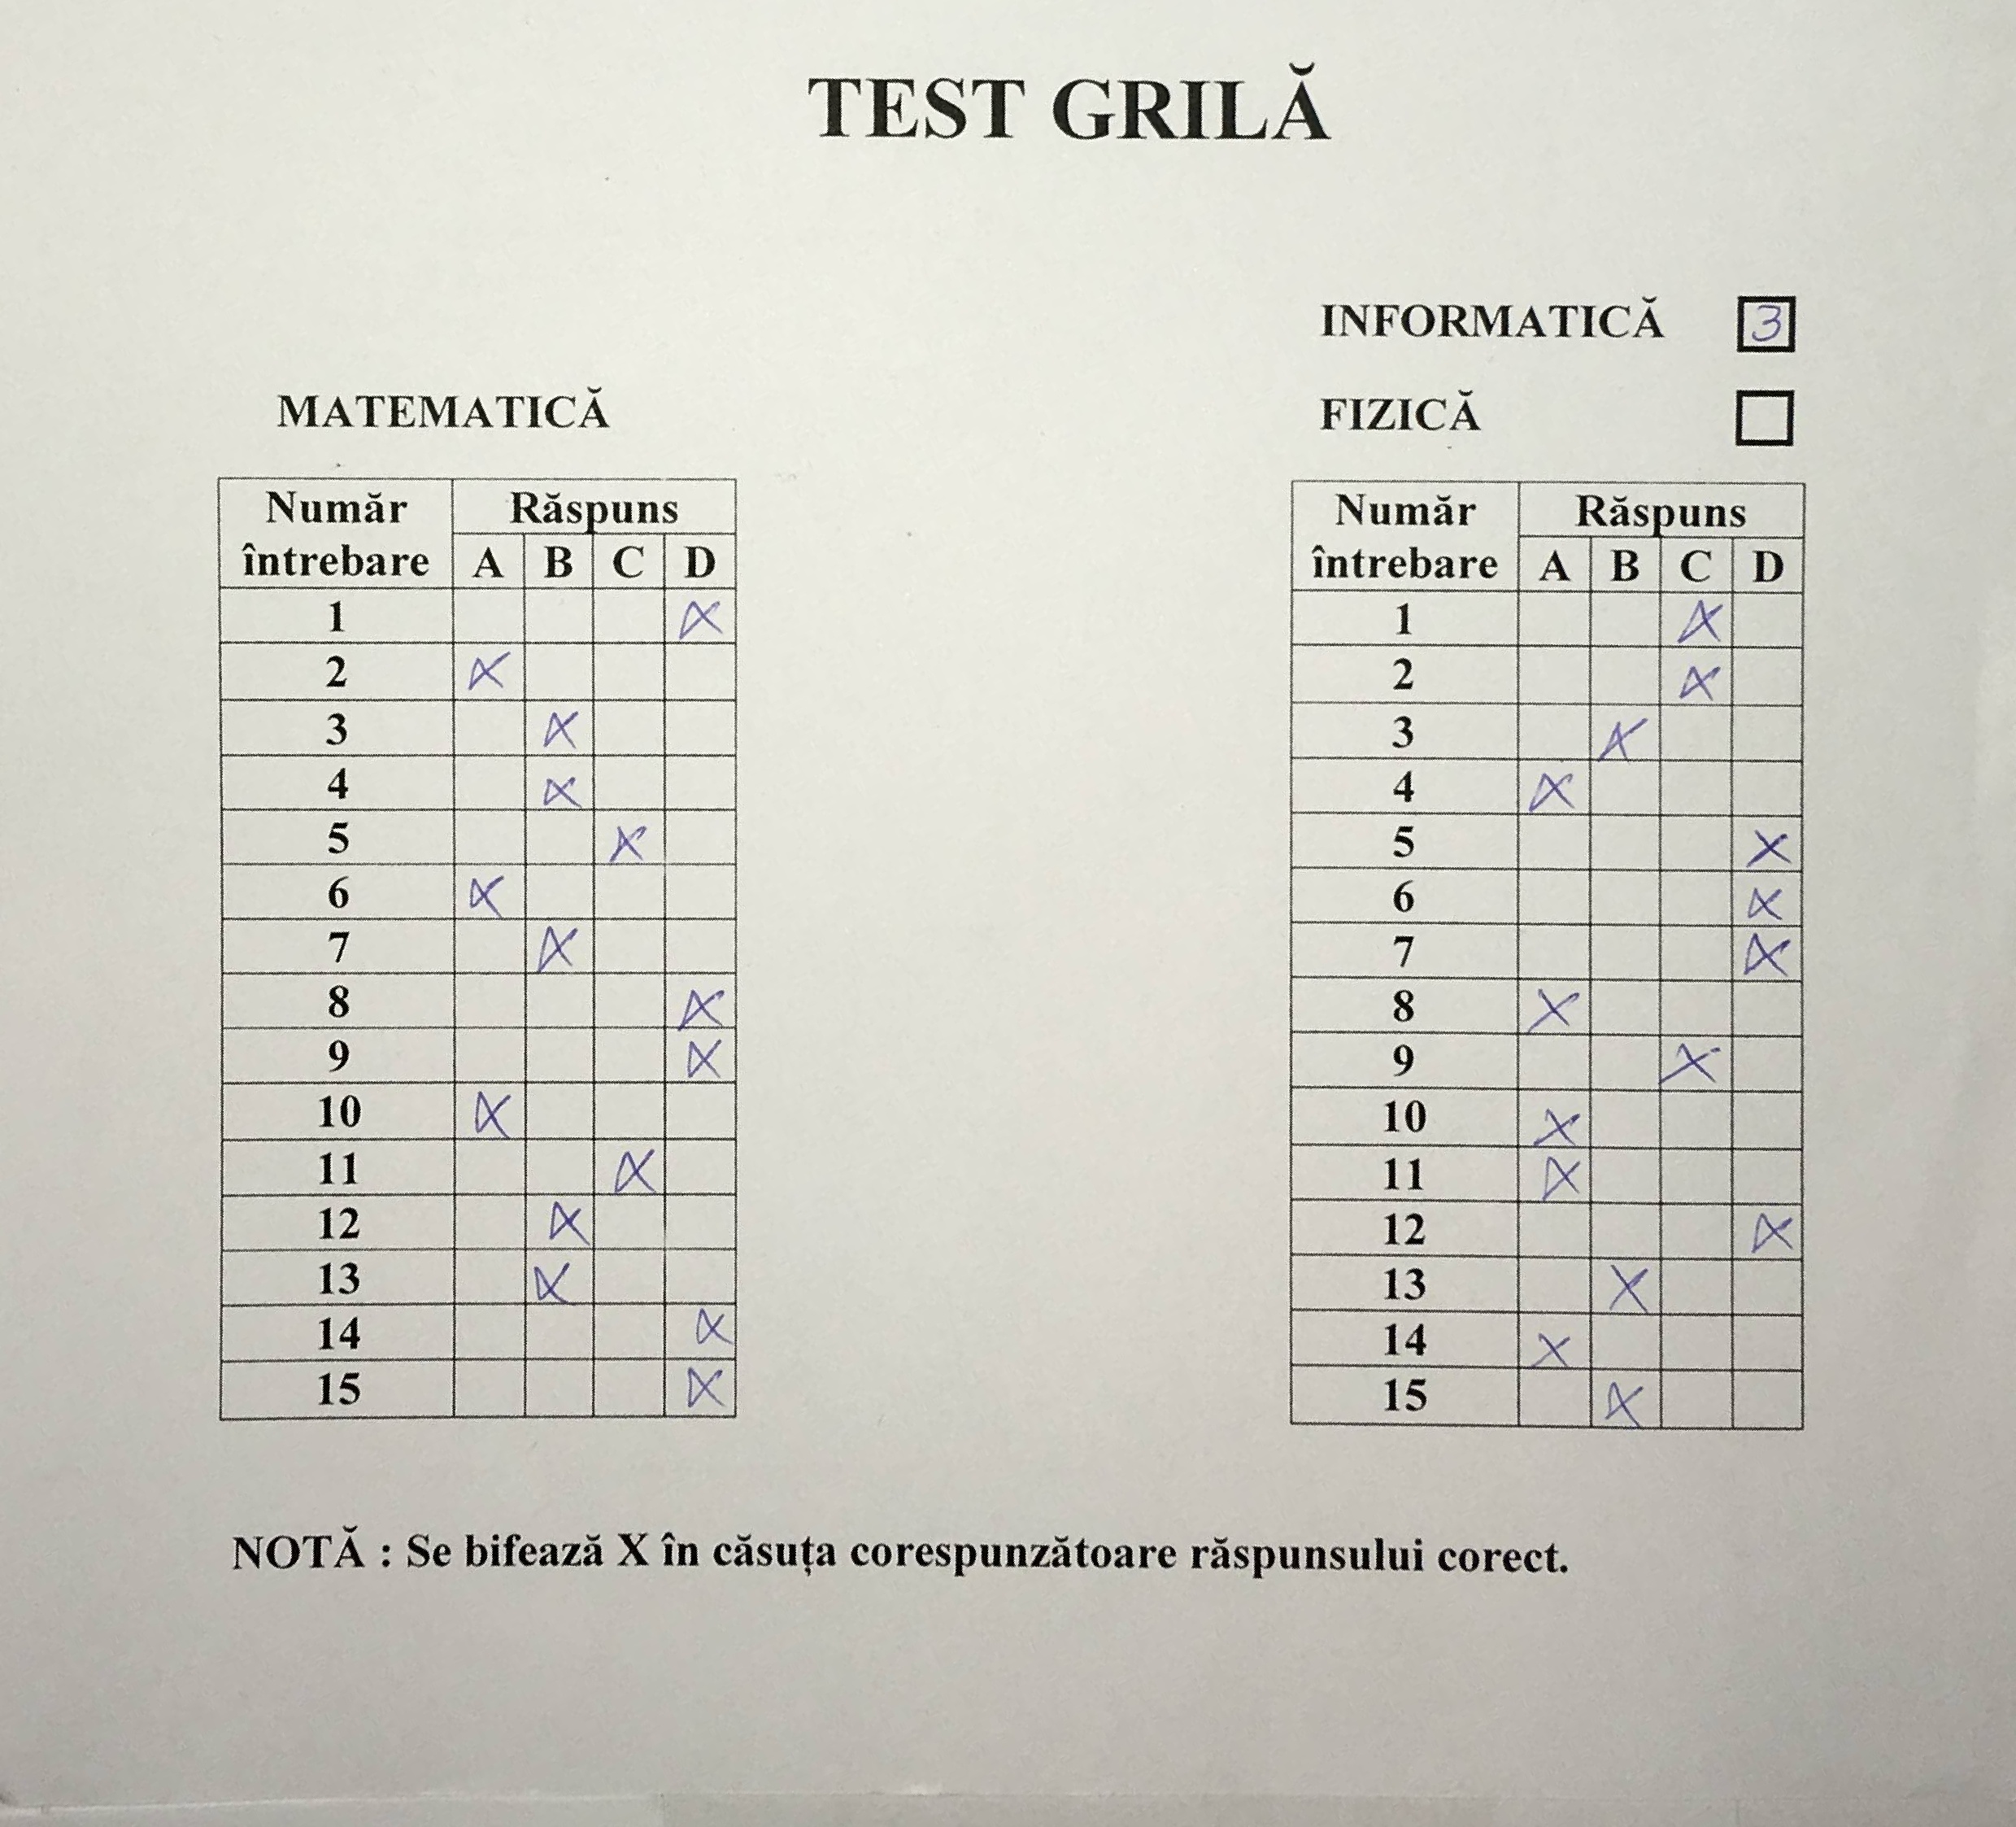 TEST GRILĂ
INFORMATICĂ 3
MATEMATICĂ
FIZICĂ
Număr întrebare Răspuns
A B C D
1 X
2 X
3 X
4 X
5 X
6 X
7 X
8 X
9 X
10 X
11 X
12 X
13 X
14 X
15 X
Număr întrebare Răspuns
A B C D
1 X
2 X
3 X
4 X
5 X
6 X
7 X
8 X
9 X
10 X
11 X
12 X
13 X
14 X
15 X
NOTĂ : Se bifează X în căsuța corespunzătoare răspunsului corect.